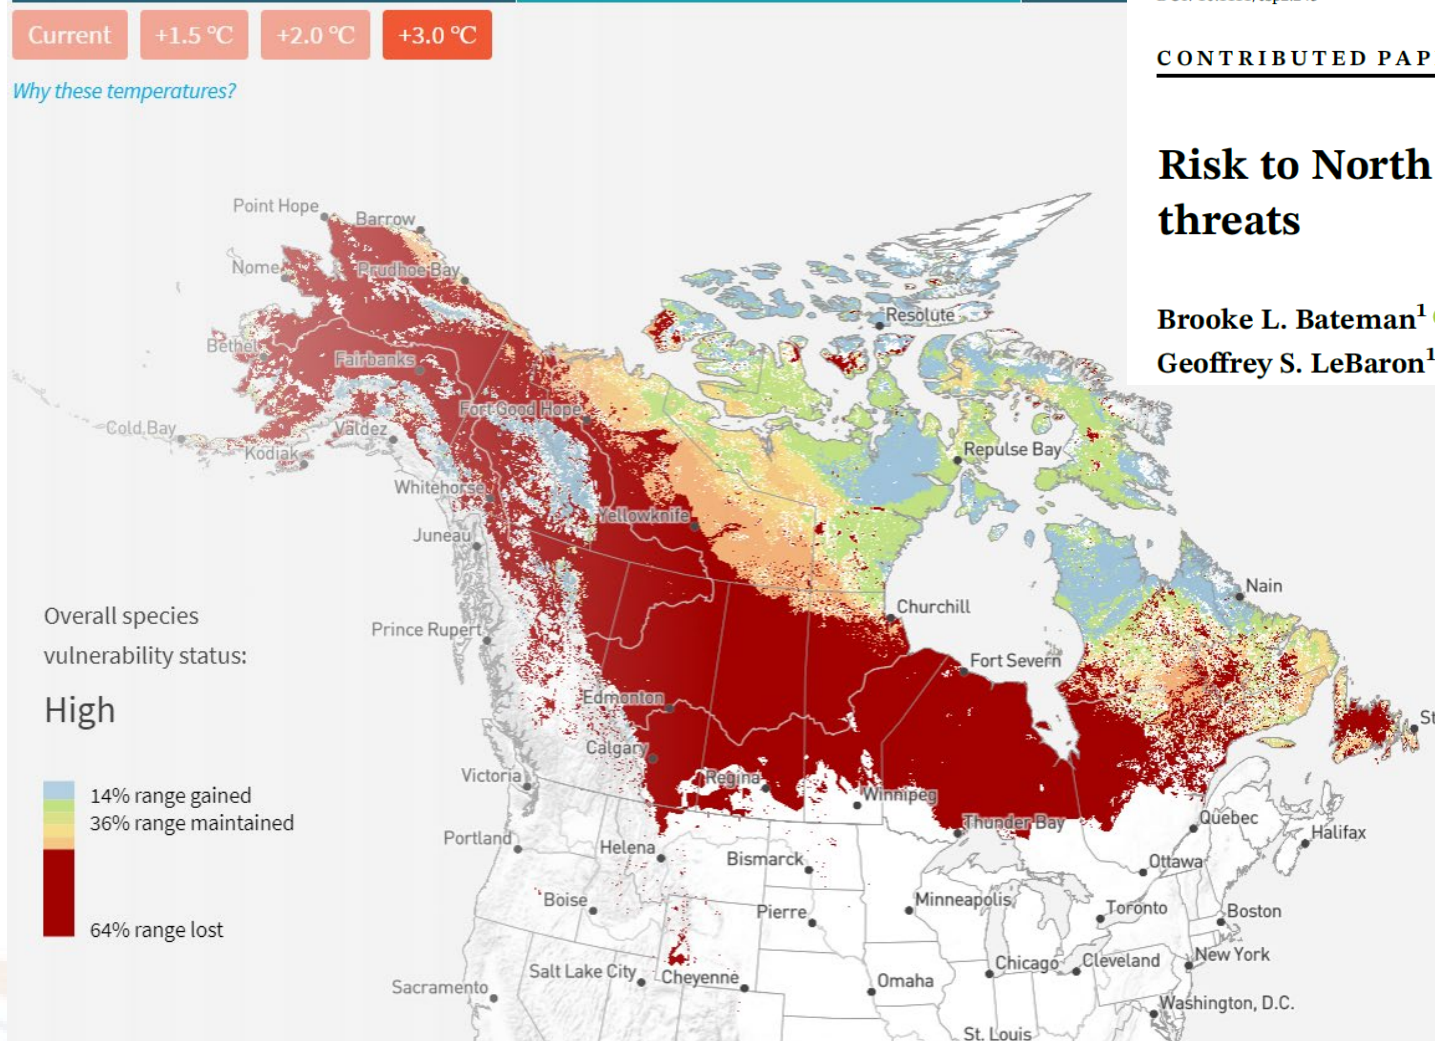 Current
+1.5 °C
+2.0 °C
+3.0 °C
Why these temperatures?
CONTRIBUTED PAP
Risk to North
threats
Brooke L. Bateman¹
Geoffrey S. LeBaron¹
Point Hope
Barrow
Nome
Prudhoe Bay
Resolute
Bethel
Fairbanks
Fort Good Hope
Cold Bay
Valdez
Kodiak
Repulse Bay
Whitehorse
Yellowknife
Juneau
Nain
Churchill
Prince Rupert
Fort Severn
Edmonton
St
Calgary
Regina
Victoria
Winnipeg
Thunder Bay
Québec
Halifax
Portland
Helena
Bismarck
Ottawa
Boise
Pierre
Minneapolis
Toronto
Boston
New York
Salt Lake City
Cheyenne
Omaha
Chicago
Cleveland
Sacramento
Washington, D.C.
St. Louis
Overall species
vulnerability status:
High
14% range gained
36% range maintained
64% range lost